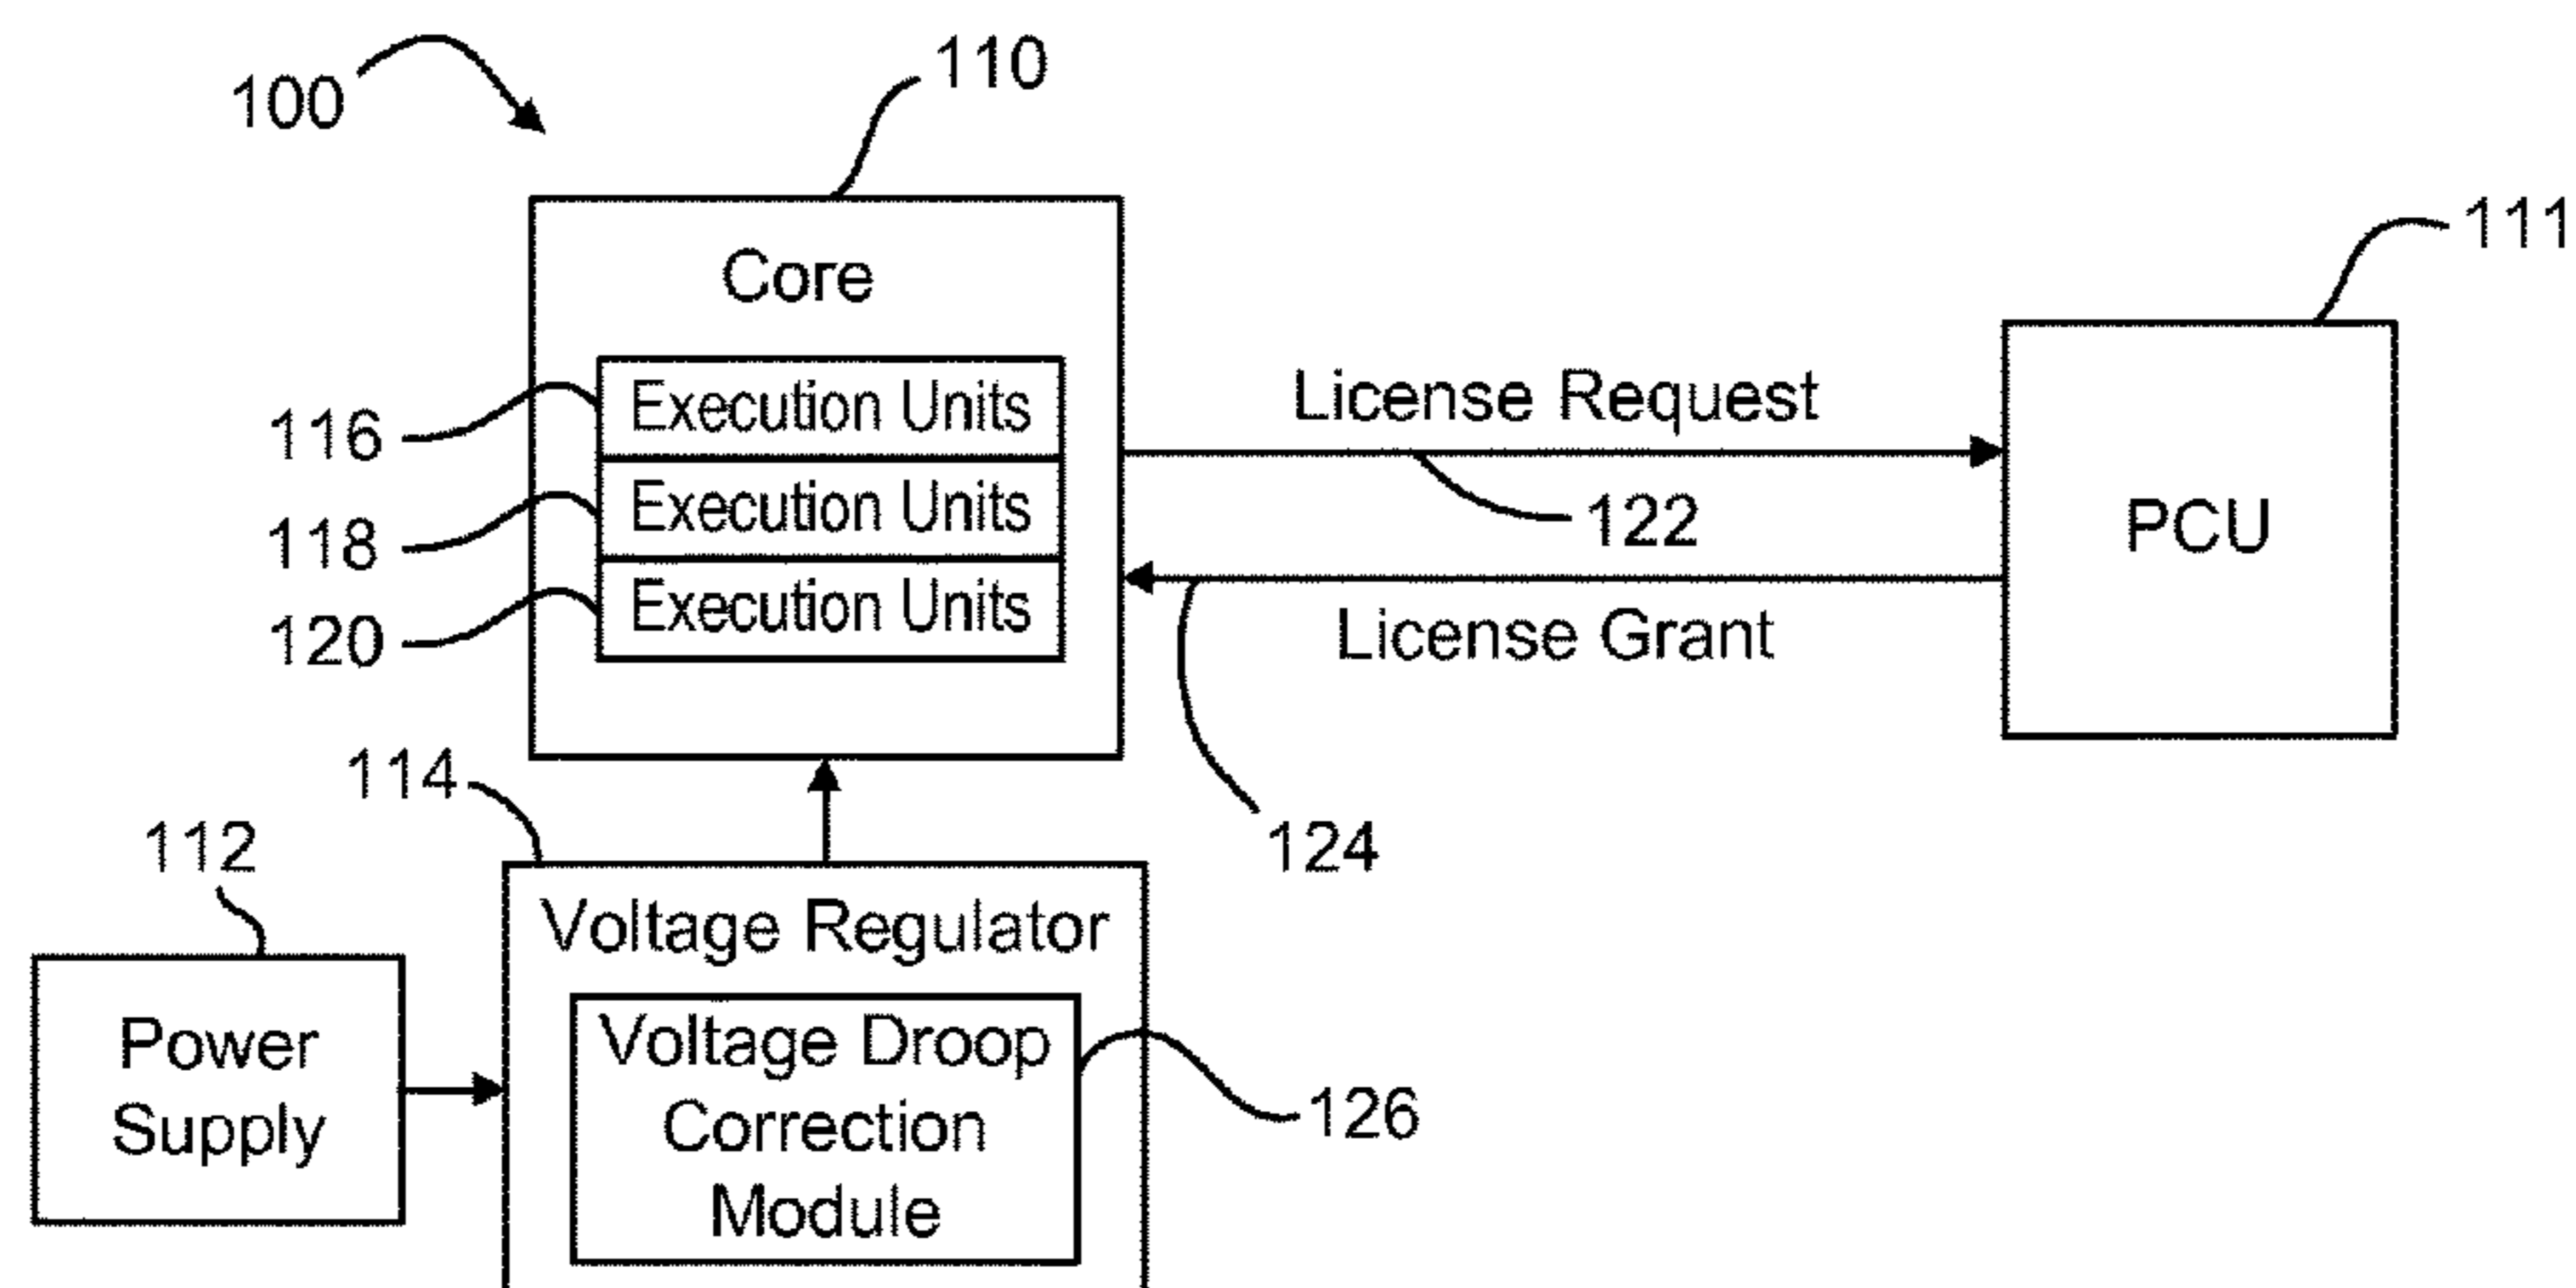 100
110
111
Core
Execution Units
Execution Units
Execution Units
116
118
120
License Request
122
PCU
License Grant
124
114
112
Voltage Regulator
Power
Supply
Voltage Droop
Correction
Module
126